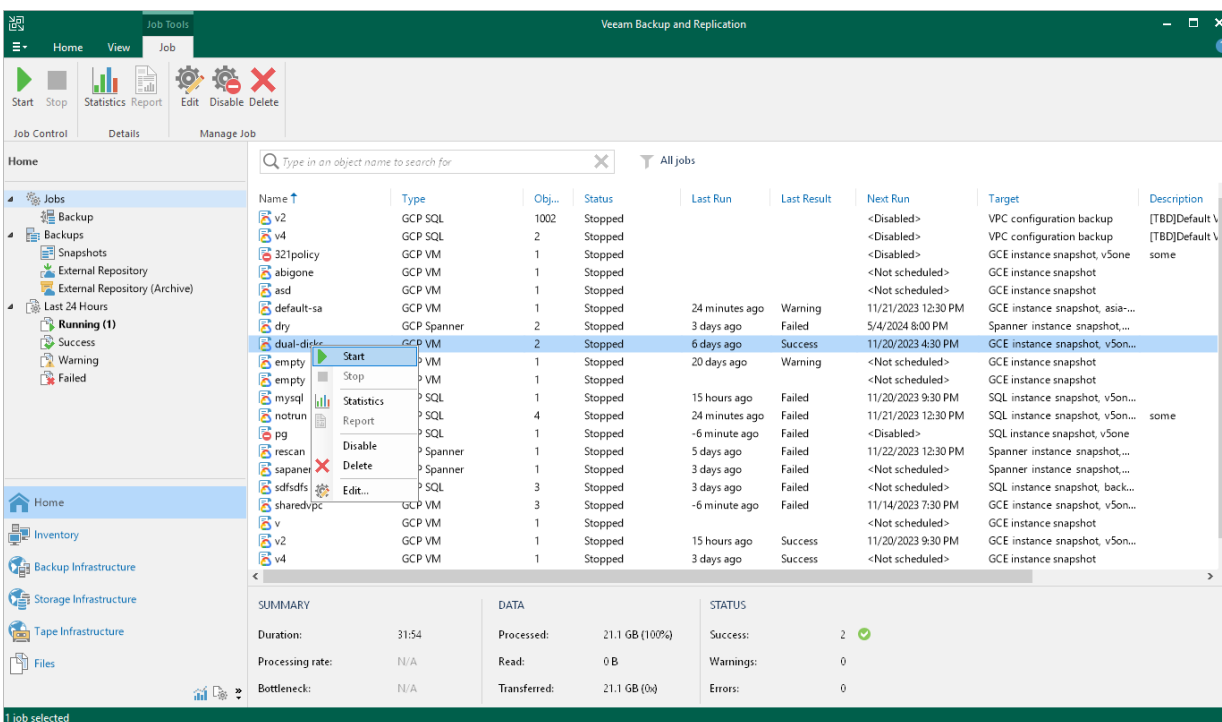 Job Tools
Veeam Backup and Replication
Home View Job
Start Stop Statistics Report Edit Disable Delete
Job Control Details Manage Job
Home
Type in an object name to search for
All jobs
Jobs
Backup
Backups
Snapshots
External Repository
External Repository (Archive)
Last 24 Hours
Running (1)
Success
Warning
Failed
Name Type Obj... Status Last Run Last Result Next Run Target Description
v2 GCP SQL 1002 Stopped <Disabled> VPC configuration backup [TBD]Default V
v4 GCP SQL 2 Stopped <Disabled> VPC configuration backup [TBD]Default V
321policy GCP VM 1 Stopped <Disabled> GCE instance snapshot, v5one some
abigone GCP VM 1 Stopped <Not scheduled> GCE instance snapshot
asd GCP VM 1 Stopped <Not scheduled> GCE instance snapshot
default-sa GCP VM 1 Stopped 24 minutes ago Warning 11/21/2023 12:30 PM GCE instance snapshot, asia-...
dry GCP Spanner 2 Stopped 3 days ago Failed 5/4/2024 8:00 PM Spanner instance snapshot,...
dual-disks GCP VM 2 Stopped 6 days ago Success 11/20/2023 4:30 PM GCE instance snapshot, v5on...
empty P VM 1 Stopped 20 days ago Warning <Not scheduled> GCE instance snapshot
empty P VM 1 Stopped <Not scheduled> GCE instance snapshot
mysql P SQL 1 Stopped 15 hours ago Failed 11/20/2023 9:30 PM SQL instance snapshot, v5on...
notrun P SQL 4 Stopped 24 minutes ago Failed 11/21/2023 12:30 PM SQL instance snapshot, v5on... some
pg P SQL 1 Stopped -6 minute ago Failed <Disabled> SQL instance snapshot, v5one
rescan P Spanner 1 Stopped 5 days ago Failed 11/22/2023 12:30 PM Spanner instance snapshot,...
sapaner P Spanner 1 Stopped 3 days ago Failed <Not scheduled> Spanner instance snapshot,...
sdfsdfs P SQL 3 Stopped 3 days ago Failed <Not scheduled> SQL instance snapshot, back...
sharedvpc GCP VM 3 Stopped -6 minute ago Failed 11/14/2023 7:30 PM GCE instance snapshot, v5on...
v GCP VM 1 Stopped <Not scheduled> GCE instance snapshot
v2 GCP VM 1 Stopped 15 hours ago Success 11/20/2023 9:30 PM GCE instance snapshot, v5on...
v4 GCP VM 1 Stopped 3 days ago Success <Not scheduled> GCE instance snapshot
Start
Stop
Statistics
Report
Disable
Delete
Edit...
Home
Inventory
Backup Infrastructure
Storage Infrastructure
Tape Infrastructure
Files
SUMMARY DATA STATUS
Duration: 31:54 Processed: 21.1 GB (100%) Success: 2
Processing rate: N/A Read: 0 B Warnings: 0
Bottleneck: N/A Transferred: 21.1 GB (0x) Errors: 0
1 job selected